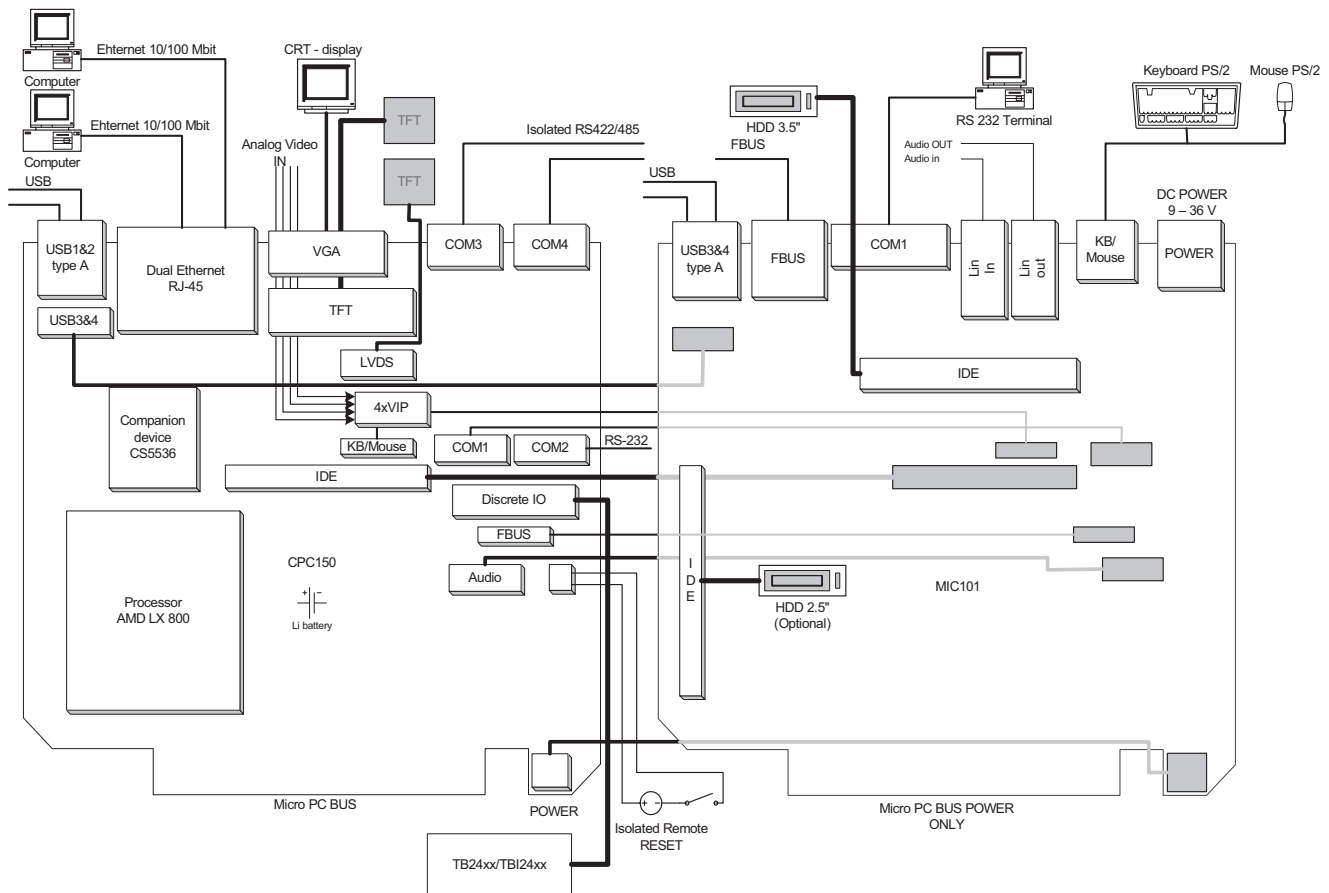 Ehternet 10/100 Mbit
Computer
Ehternet 10/100 Mbit
Computer
USB
CRT - display
TFT
TFT
Analog Video
IN
Isolated RS422/485
HDD 3.5"
FBUS
USB
RS 232 Terminal
Audio OUT
Audio in
Keyboard PS/2
Mouse PS/2
DC POWER
9 – 36 V
USB1&2
type A
Dual Ethernet
RJ-45
VGA
COM3
COM4
USB3&4
type A
FBUS
COM1
Lin
In
Lin
out
KB/
Mouse
POWER
USB3&4
TFT
LVDS
IDE
Companion
device
CS5536
4xVIP
KB/Mouse
COM1
COM2
RS-232
IDE
Discrete IO
FBUS
Audio
CPC150
+ -
Li battery
Processor
AMD LX 800
I
D
E
HDD 2.5"
(Optional)
MIC101
Micro PC BUS
POWER
+ -
Isolated Remote
RESET
Micro PC BUS POWER
ONLY
TB24xx/TBI24xx